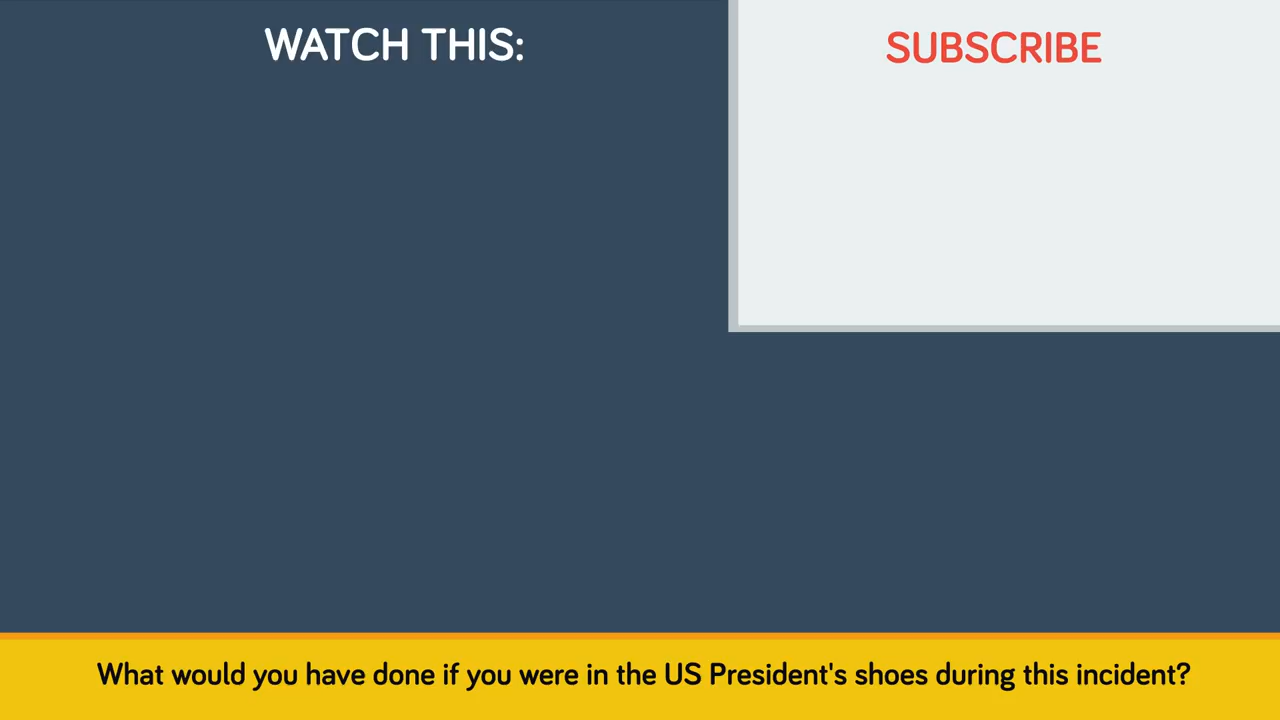 WATCH THIS:
SUBSCRIBE
What would you have done if you were in the US President's shoes during this incident?